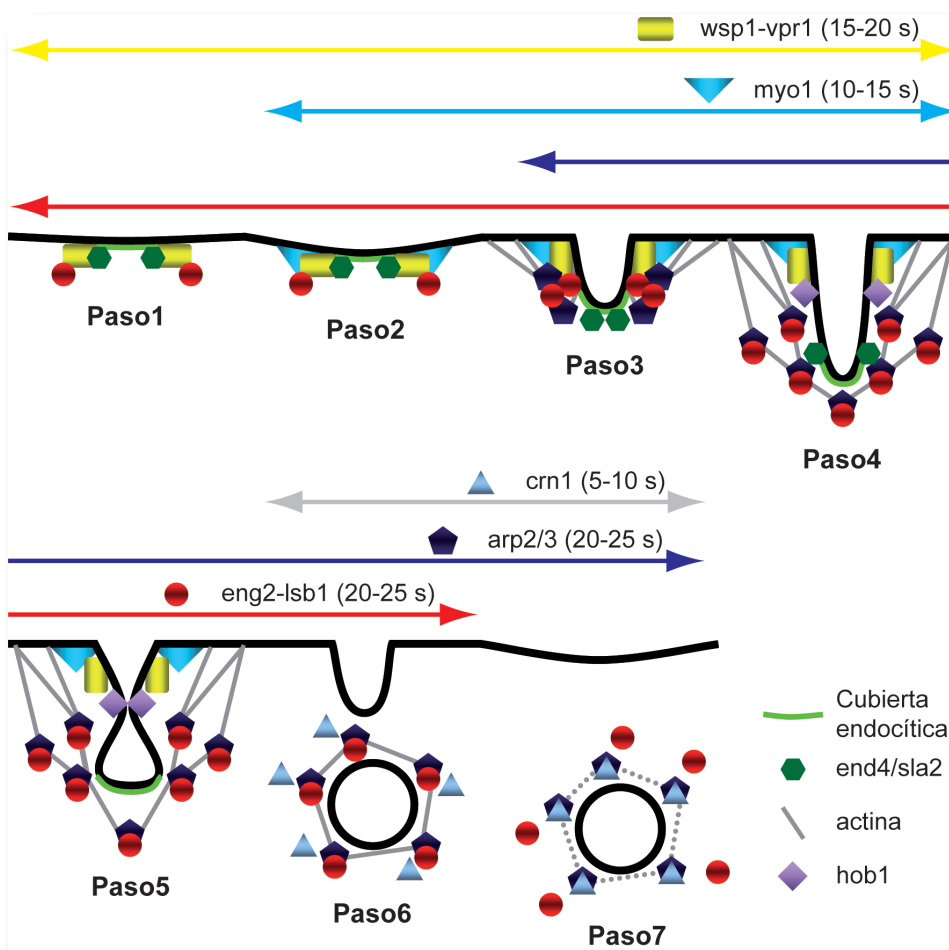 wsp1-vpr1 (15-20 s)
myo1 (10-15 s)
Paso1
Paso2
Paso3
Paso4
crn1 (5-10 s)
arp2/3 (20-25 s)
eng2-lsb1 (20-25 s)
Paso5
Paso6
Paso7
Cubierta
endocítica
end4/sla2
actina
hob1